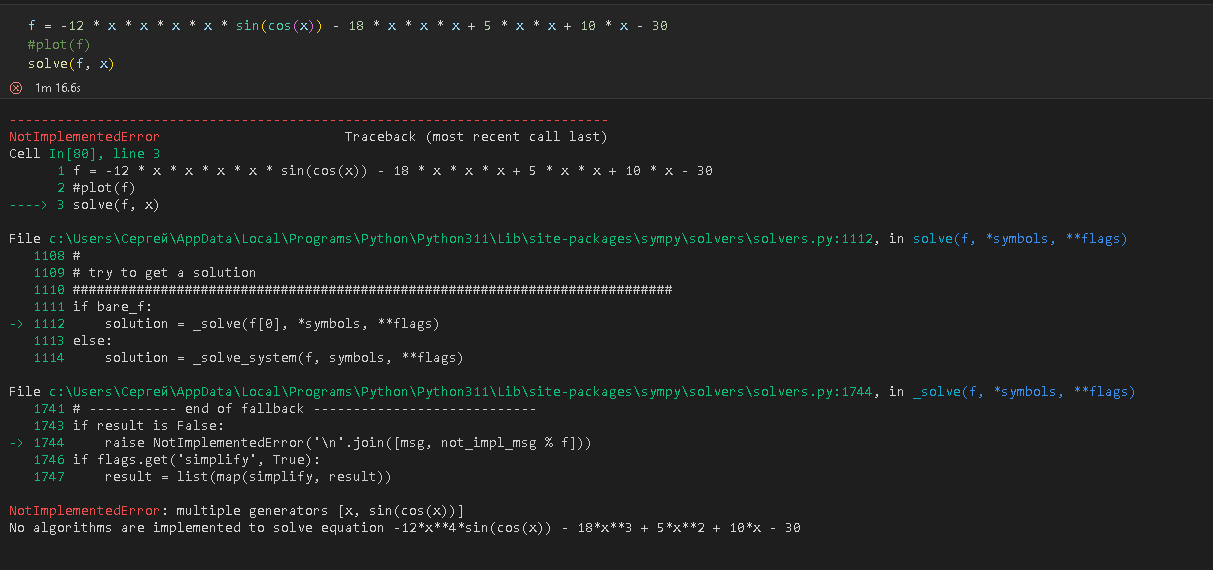 f = -12 * x * x * x * x * sin(cos(x)) - 18 * x * x * x + 5 * x * x + 10 * x - 30
#plot(f)
solve(f, x)
1m 16.6s
---------------------------------------------------------------------------
NotImplementedError                       Traceback (most recent call last)
Cell In[80], line 3
      1 f = -12 * x * x * x * x * sin(cos(x)) - 18 * x * x * x + 5 * x * x + 10 * x - 30
      2 #plot(f)
----> 3 solve(f, x)

File c:\Users\Сергей\AppData\Local\Programs\Python\Python311\Lib\site-packages\sympy\solvers\solvers.py:1112, in solve(f, *symbols, **flags)
   1108 #
   1109 # try to get a solution
   1110 ###########################################################################
   1111 if bare_f:
-> 1112     solution = _solve(f[0], *symbols, **flags)
   1113 else:
   1114     solution = _solve_system(f, symbols, **flags)

File c:\Users\Сергей\AppData\Local\Programs\Python\Python311\Lib\site-packages\sympy\solvers\solvers.py:1744, in _solve(f, *symbols, **flags)
   1741 # ----------- end of fallback ----------------------------
   1743 if result is False:
-> 1744     raise NotImplementedError('\n'.join([msg, not_impl_msg % f]))
   1746 if flags.get('simplify', True):
   1747     result = list(map(simplify, result))

NotImplementedError: multiple generators [x, sin(cos(x))]
No algorithms are implemented to solve equation -12*x**4*sin(cos(x)) - 18*x**3 + 5*x**2 + 10*x - 30